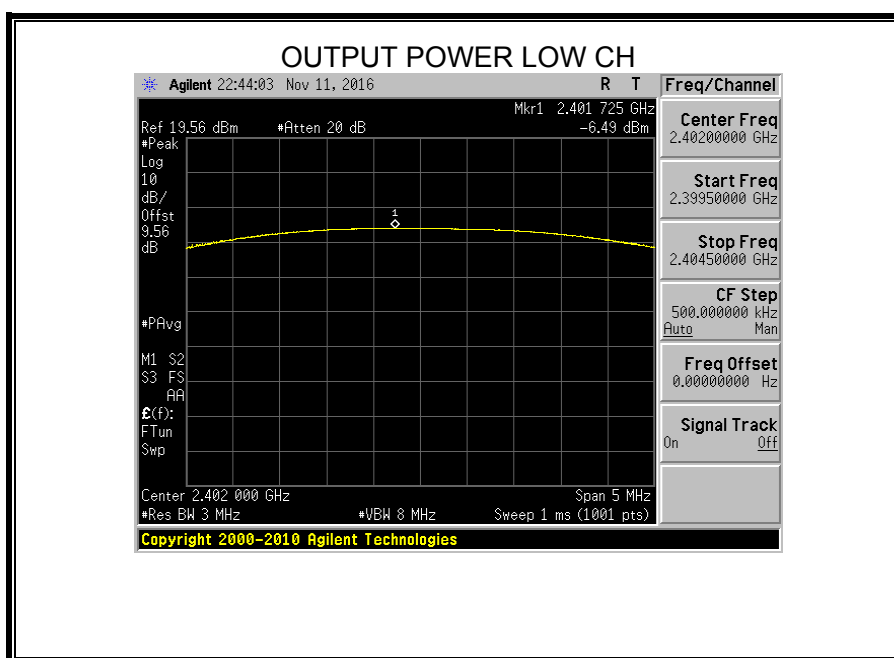 OUTPUT POWER LOW CH
Agilent 22:44:03 Nov 11, 2016 R T
Mkr1 2.401 725 GHz
Ref 19.56 dBm #Atten 20 dB -6.49 dBm
#Peak
Log
10
dB/
Offst
9.56
dB
1
#PAvg
M1 S2
S3 FS
AA
£(f):
FTun
Swp
Center 2.402 000 GHz Span 5 MHz
#Res BW 3 MHz #VBW 8 MHz Sweep 1 ms (1001 pts)
Freq/Channel
Center Freq
2.40200000 GHz
Start Freq
2.39950000 GHz
Stop Freq
2.40450000 GHz
CF Step
500.000000 kHz
Auto Man
Freq Offset
0.00000000 Hz
Signal Track
On Off
Copyright 2000-2010 Agilent Technologies